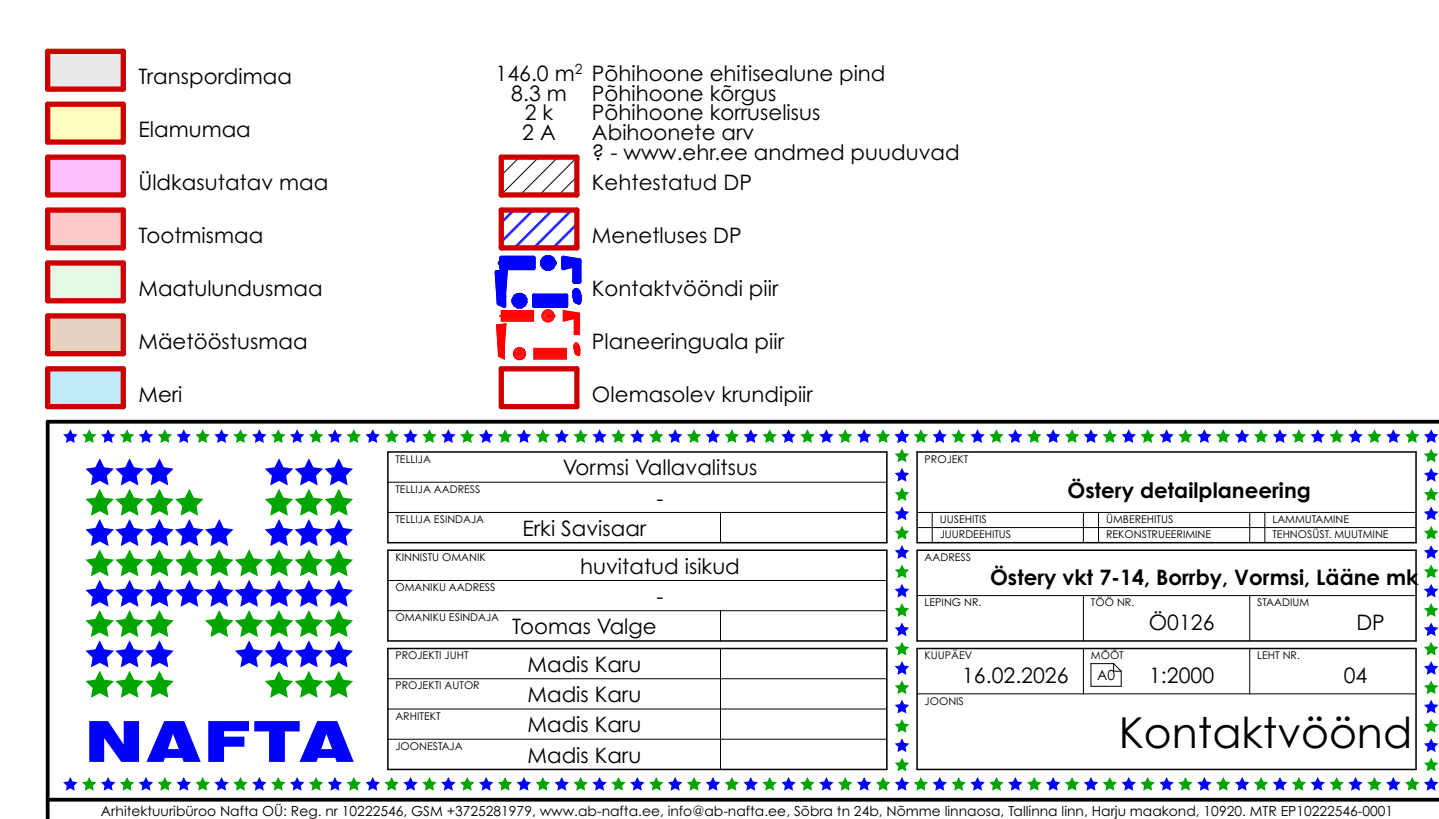 Transpordimaa
Elamumaa
Üldkasutatav maa
Tootmismaa
Maatulundusmaa
Mäetööstusmaa
Meri
146.0 m² Põhihoone ehitisealune pind
8.3 m Põhihoone kõrgus
2 k Põhihoone korruselisus
2 A Abihoonete arv
? - www.ehr.ee andmed puuduvad
Kehtestatud DP
Menetluses DP
Kontaktvööndi piir
Planeeringuala piir
Olemasolev krundipiir
NAFTA
TELLIJA Vormsi Vallavalitsus
TELLIJA AADRESS -
TELLIJA ESINDAJA Erki Savisaar
KINNISTU OMANIK huvitatud isikud
OMANIKU AADRESS -
OMANIKU ESINDAJA Toomas Valge
PROJEKTI JUHT Madis Karu
PROJEKTI AUTOR Madis Karu
ARHITEKT Madis Karu
JOONESTAJA Madis Karu
PROJEKT
Östery detailplaneering
UUSEHITIS ÜMBEREHITUS LAMMUTAMINE
JUURDEEHITUS REKONSTRUEERIMINE TEHNOSÜST. MUUTMINE
AADRESS
Östery vkt 7-14, Borrby, Vormsi, Lääne mk
LEPING NR. TÖÖ NR. STAADIUM
Ö0126 DP
KUUPÄEV MÕÕT LEHT NR.
16.02.2026 A0 1:2000 04
JOONIS
Kontaktvöönd
Arhitektuuribüroo Nafta OÜ: Reg. nr 10222546, GSM +3725281979, www.ab-nafta.ee, info@ab-nafta.ee, Sõbra tn 24b, Nõmme linnaosa, Tallinna linn, Harju maakond, 10920. MTR EP10222546-0001